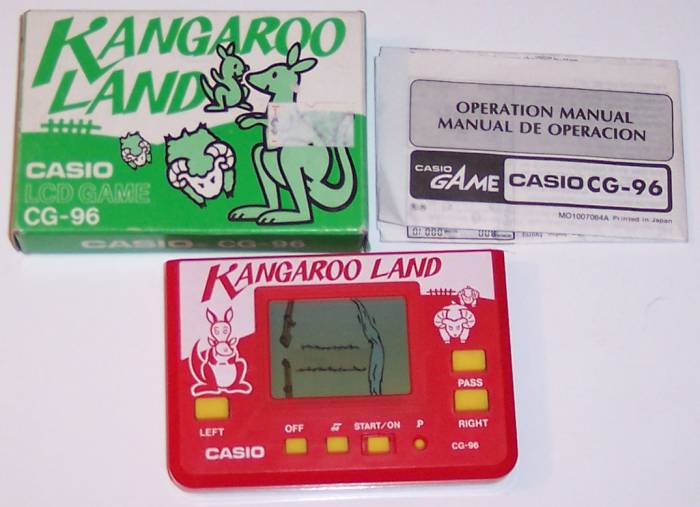 KANGAROO
LAND
CASIO
LCD GAME
CG-96
CASIO CG-96
OPERATION MANUAL
MANUAL DE OPERACION
CASIO
GAME
CASIO CG-96
MO1007064A Printed in Japan
KANGAROO LAND
LEFT
OFF
START/ON
P
PASS
RIGHT
CASIO
CG-96